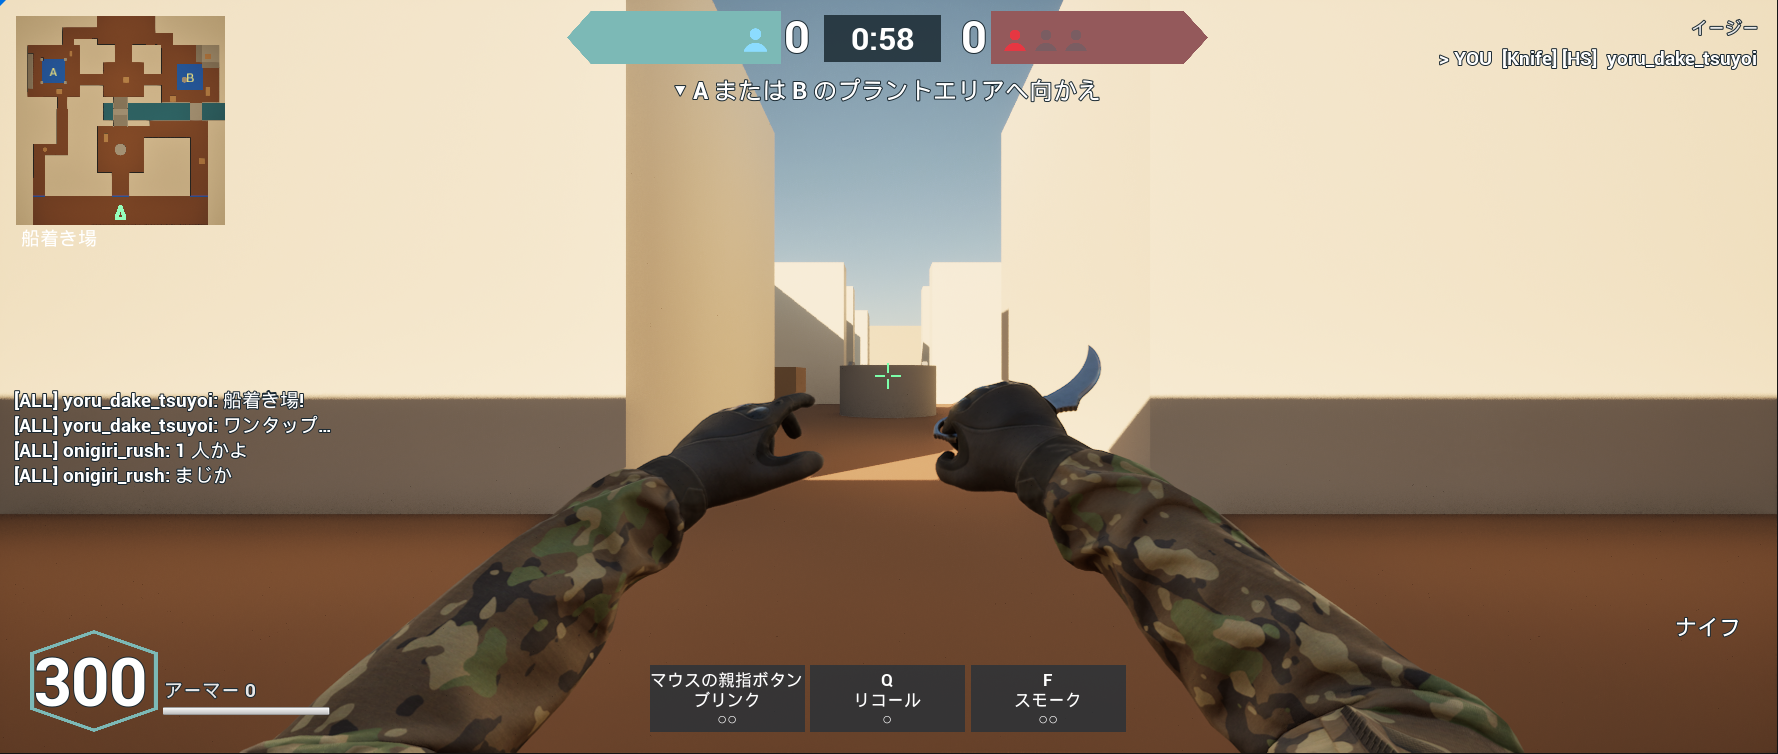 0 0:58 0
▼ A または B のプラントエリアへ向かえ
イージー
> YOU [Knife] [HS] yoru_dake_tsuyoi
A
B
船着き場
[ALL] yoru_dake_tsuyoi: 船着き場!
[ALL] yoru_dake_tsuyoi: ワンタップ...
[ALL] onigiri_rush: 1 人かよ
[ALL] onigiri_rush: まじか
ナイフ
300
アーマー 0
マウスの親指ボタン
ブリンク
Q
リコール
F
スモーク